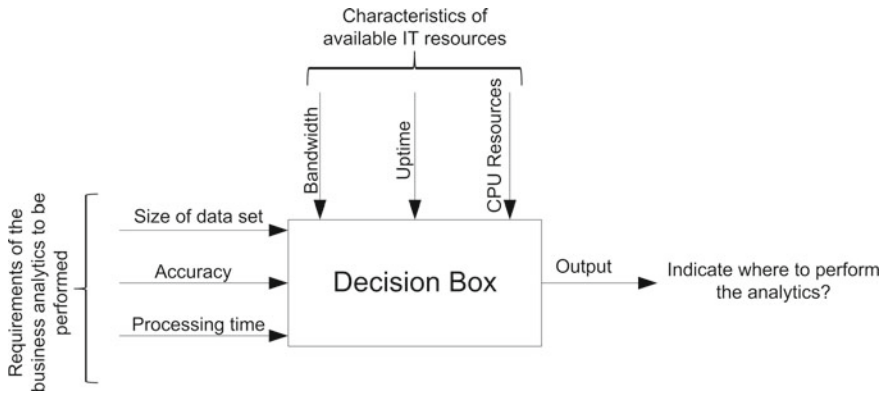 Characteristics of
available IT resources
Bandwidth
Uptime
CPU Resources
Requirements of the
business analytics to be
performed
Size of data set
Accuracy
Processing time
Decision Box
Output
Indicate where to perform
the analytics?